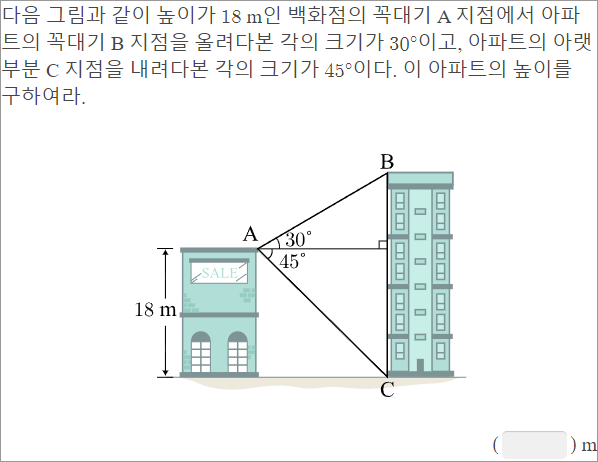 다음 그림과 같이 높이가 18 m인 백화점의 꼭대기 A 지점에서 아파
트의 꼭대기 B 지점을 올려다본 각의 크기가 30°이고, 아파트의 아랫
부분 C 지점을 내려다본 각의 크기가 45°이다. 이 아파트의 높이를
구하여라.
B
A
30°
45°
SALE
18 m
C
( ) m